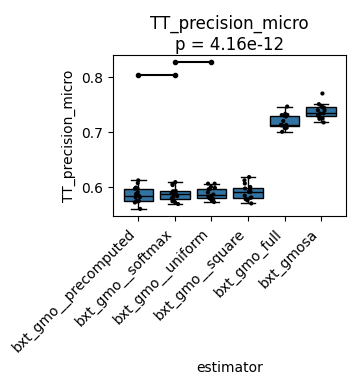 TT_precision_micro
p = 4.16e-12
TT_precision_micro
0.8
0.7
0.6
bxt_gmo__precomputed
bxt_gmo__softmax
bxt_gmo__uniform
bxt_gmo__square
bxt_gmo_full
bxt_gmosa
estimator